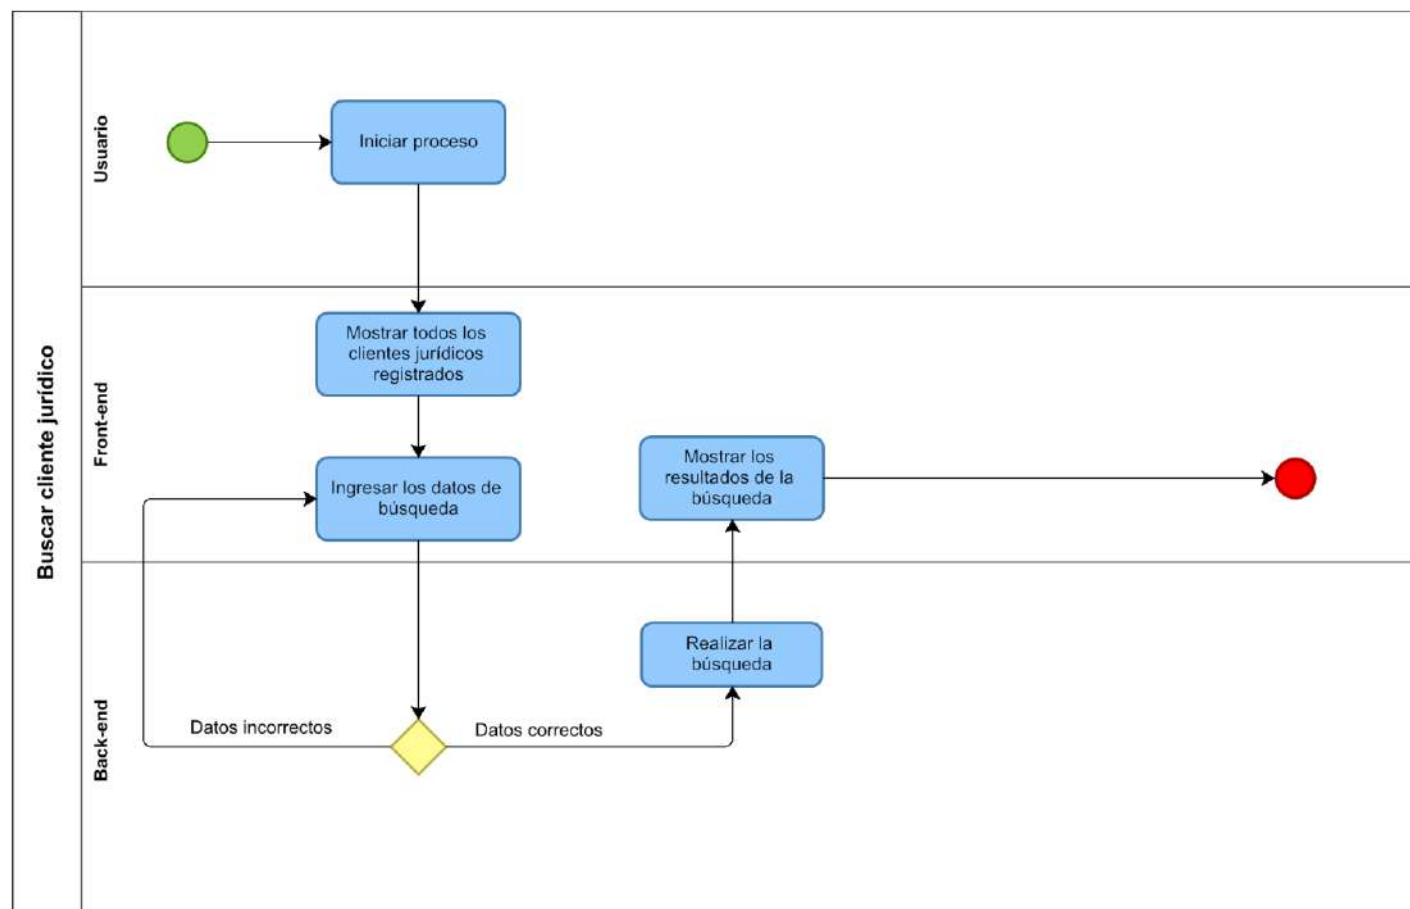 Buscar cliente jurídico
Usuario
Iniciar proceso
Front-end
Mostrar todos los
clientes jurídicos
registrados
Ingresar los datos de
búsqueda
Mostrar los
resultados de la
búsqueda
Back-end
Realizar la
búsqueda
Datos incorrectos
Datos correctos